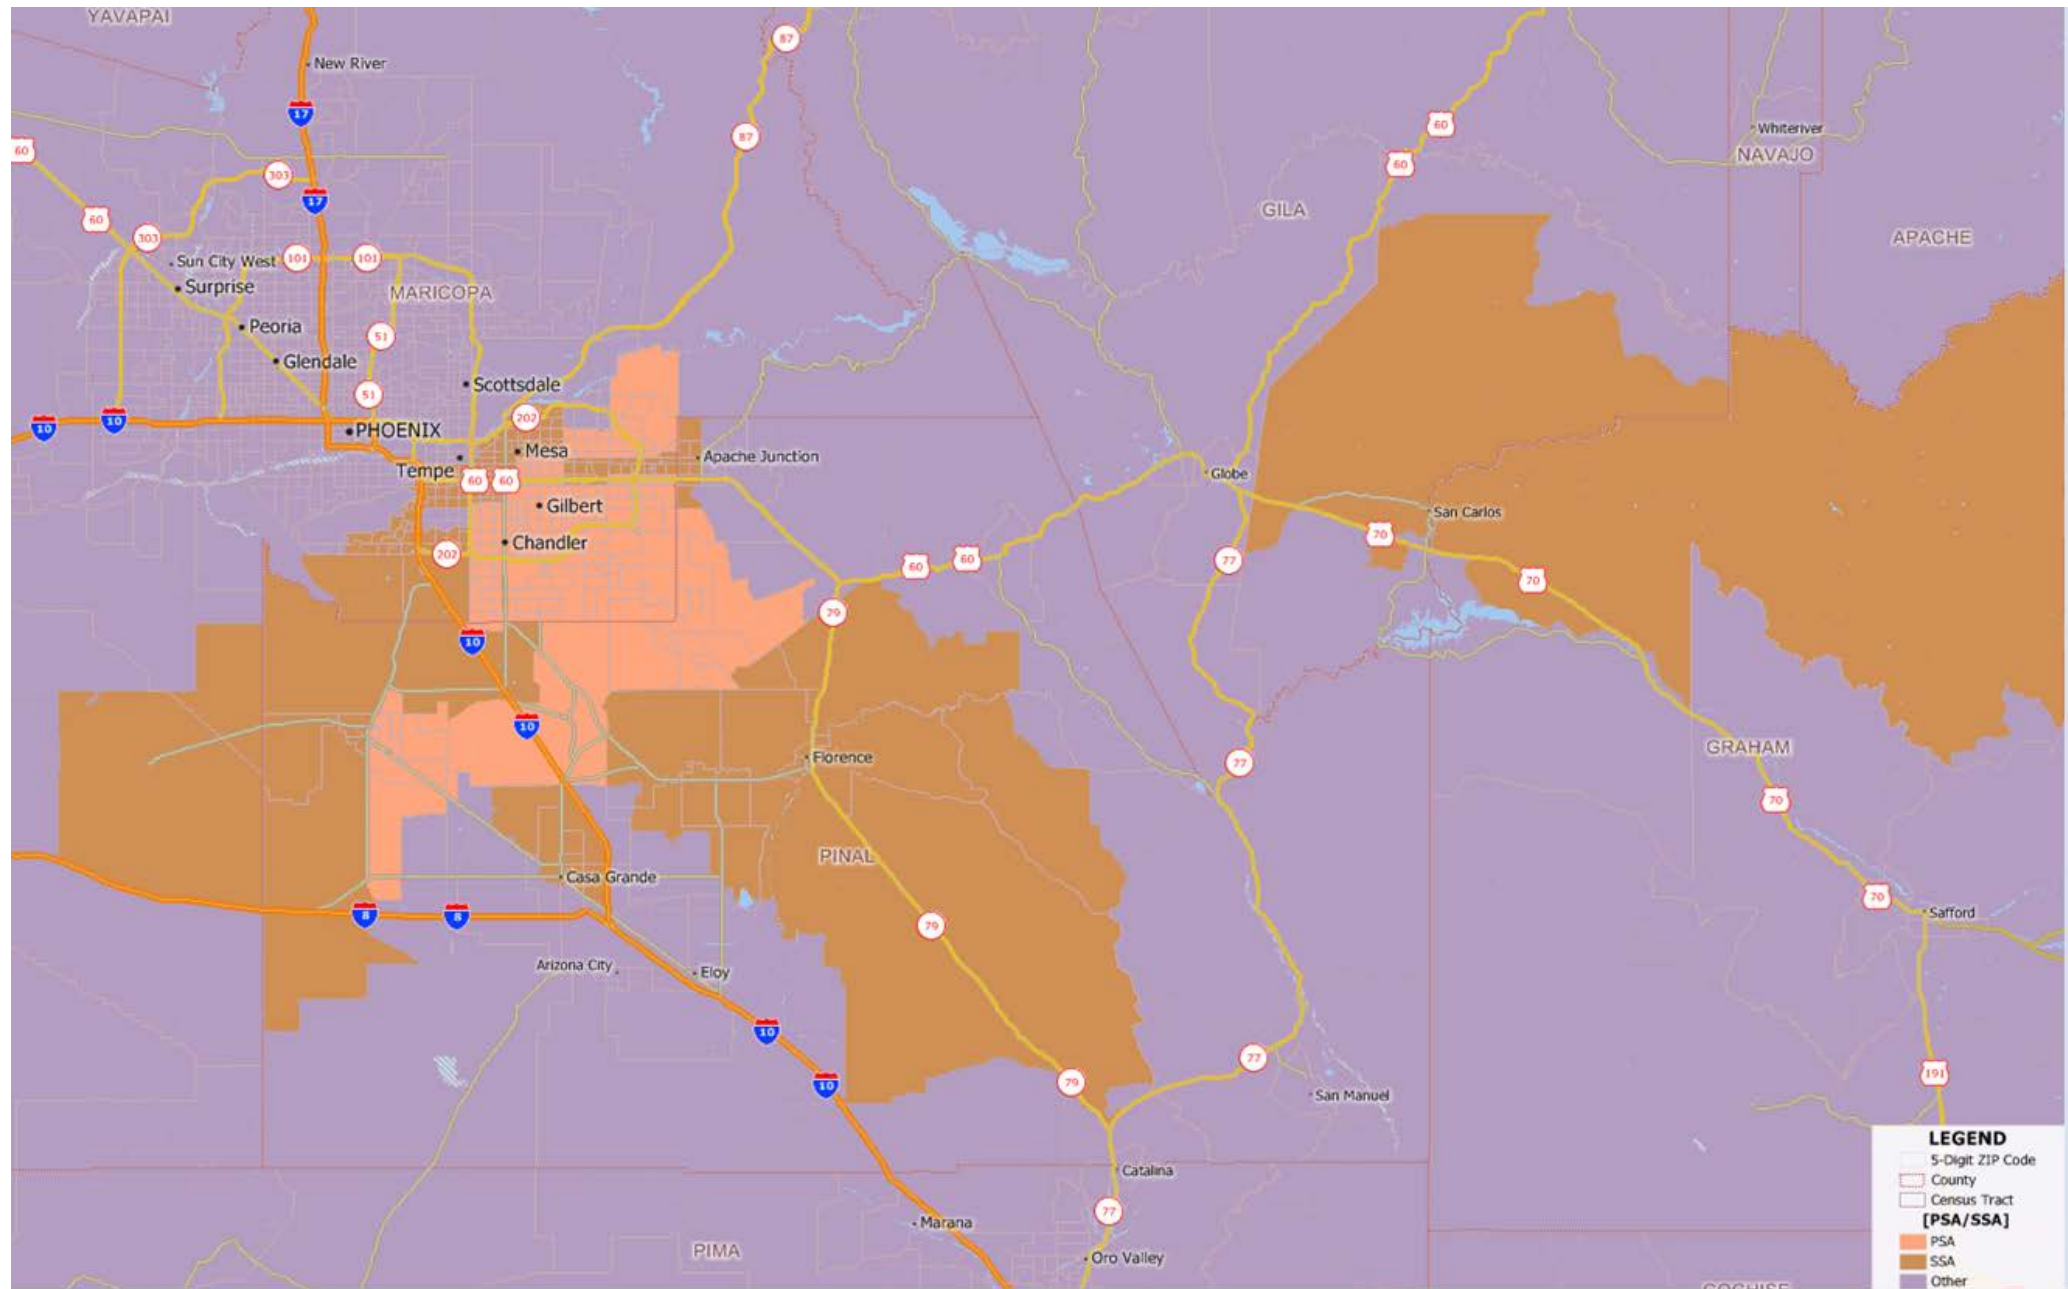 YAVAPAI
87
New River
17
87
60
60
Whiteriver
NAVAJO
60
303
17
60
GILA
303
APACHE
Sun City West
101
101
Surprise
MARICOPA
Peoria
51
Glendale
Scottsdale
51
202
10
10
PHOENIX
Mesa
Apache Junction
Tempe
Globe
60
60
Gilbert
San Carlos
70
Chandler
202
77
60
60
70
79
10
10
GRAHAM
Florence
77
70
PINAL
Casa Grande
70
8
8
Safford
79
Arizona City
Eloy
10
77
191
79
10
San Manuel
LEGEND
5-Digit ZIP Code
Catalina
County
Census Tract
77
Marana
[PSA/SSA]
PSA
PIMA
Oro Valley
SSA
Other